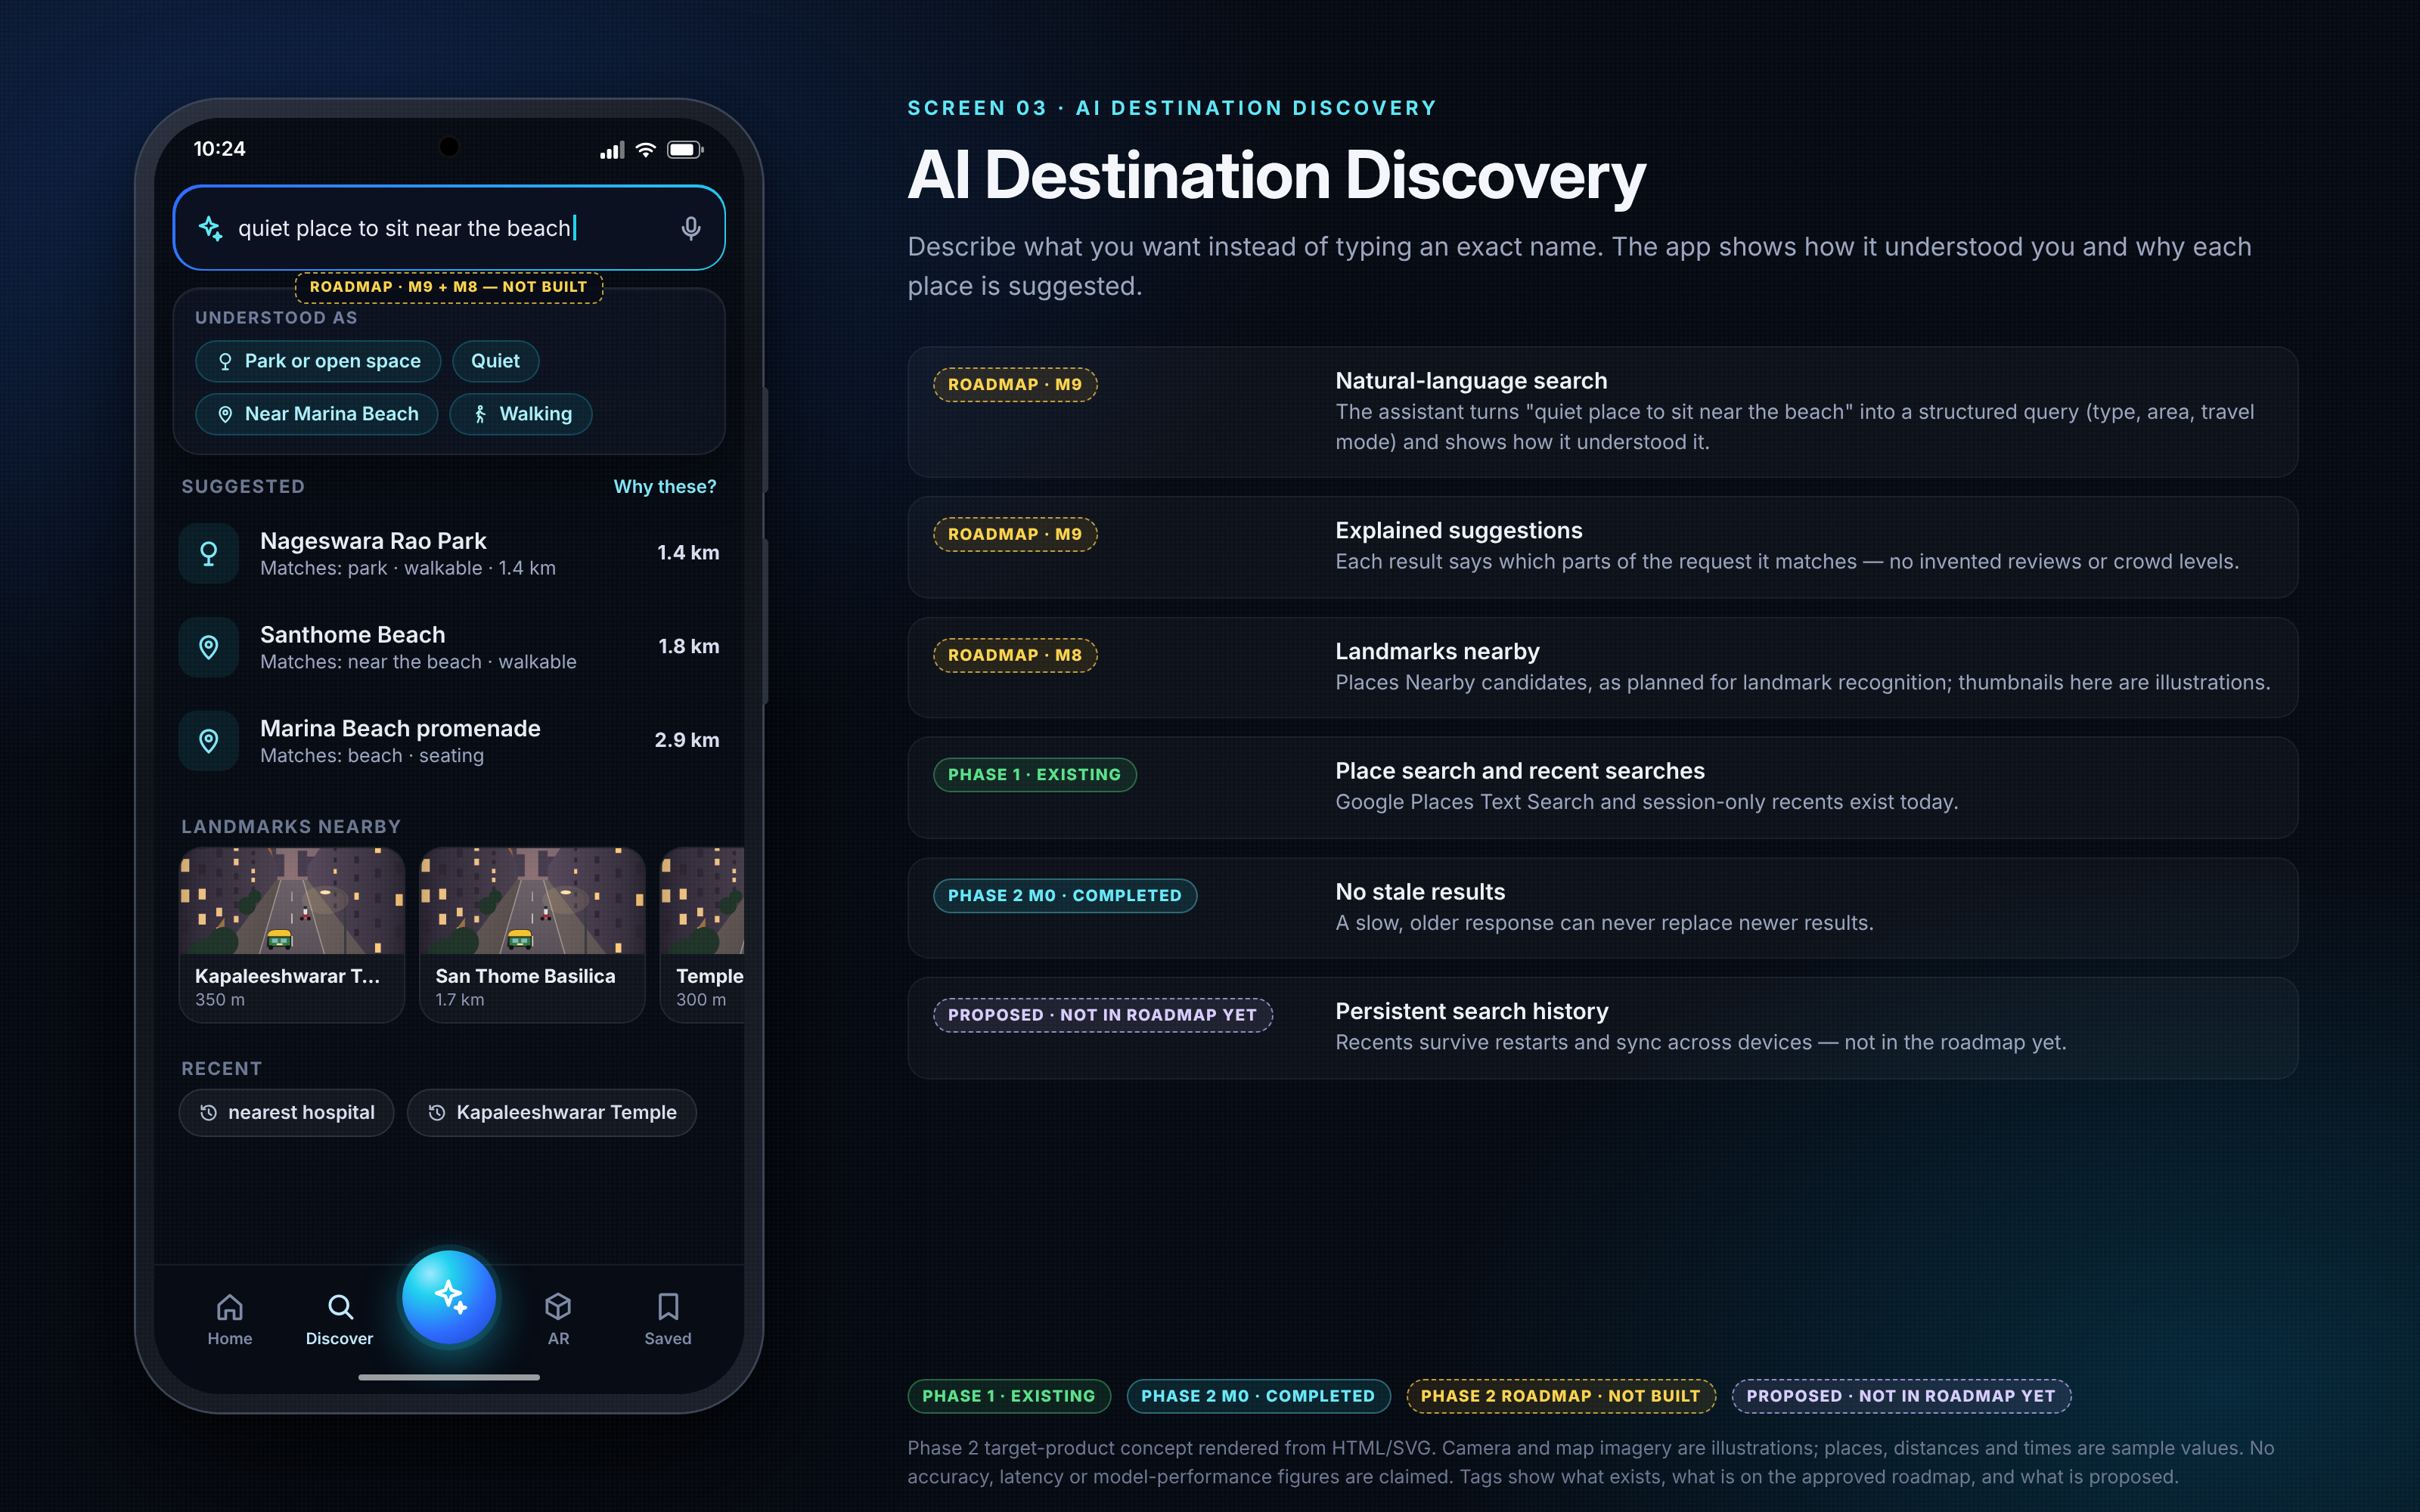 10:24
quiet place to sit near the beach
ROADMAP · M9 + M8 — NOT BUILT
UNDERSTOOD AS
Park or open space
Quiet
Near Marina Beach
Walking
SUGGESTED
Why these?
Nageswara Rao Park
Matches: park · walkable · 1.4 km
1.4 km
Santhome Beach
Matches: near the beach · walkable
1.8 km
Marina Beach promenade
Matches: beach · seating
2.9 km
LANDMARKS NEARBY
Kapaleeshwarar T...
350 m
San Thome Basilica
1.7 km
Temple
300 m
RECENT
nearest hospital
Kapaleeshwarar Temple
Home
Discover
AR
Saved
SCREEN 03 · AI DESTINATION DISCOVERY
AI Destination Discovery
Describe what you want instead of typing an exact name. The app shows how it understood you and why each
place is suggested.
ROADMAP · M9
Natural-language search
The assistant turns "quiet place to sit near the beach" into a structured query (type, area, travel
mode) and shows how it understood it.
ROADMAP · M9
Explained suggestions
Each result says which parts of the request it matches — no invented reviews or crowd levels.
ROADMAP · M8
Landmarks nearby
Places Nearby candidates, as planned for landmark recognition; thumbnails here are illustrations.
PHASE 1 · EXISTING
Place search and recent searches
Google Places Text Search and session-only recents exist today.
PHASE 2 M0 · COMPLETED
No stale results
A slow, older response can never replace newer results.
PROPOSED · NOT IN ROADMAP YET
Persistent search history
Recents survive restarts and sync across devices — not in the roadmap yet.
PHASE 1 · EXISTING
PHASE 2 M0 · COMPLETED
PHASE 2 ROADMAP · NOT BUILT
PROPOSED · NOT IN ROADMAP YET
Phase 2 target-product concept rendered from HTML/SVG. Camera and map imagery are illustrations; places, distances and times are sample values. No
accuracy, latency or model-performance figures are claimed. Tags show what exists, what is on the approved roadmap, and what is proposed.